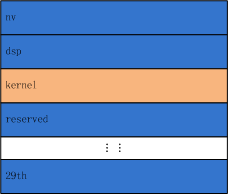 nv
dsp
kernel
reserved
⋮ ⋮
29th